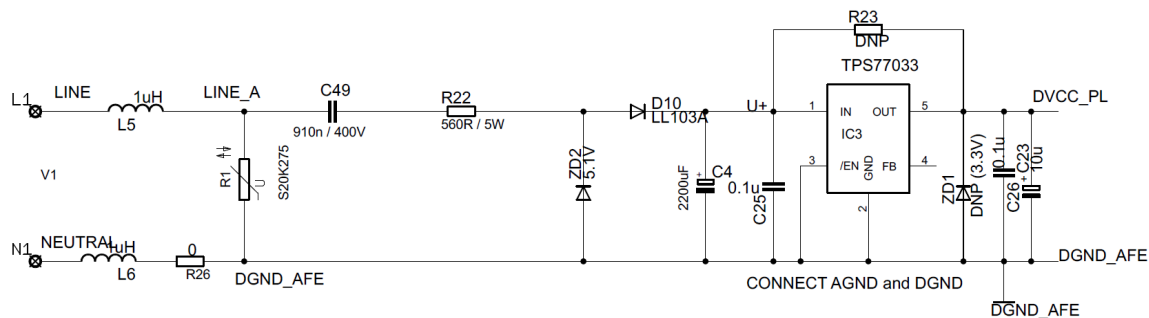 R23
DNP
TPS77033
L1
LINE
1uH
L5
LINE_A
C49
910n / 400V
R22
560R / 5W
D10
LL103A
U+
1
IN
OUT
5
DVCC_PL
IC3
3
/EN
GND
FB
4
2
V1
R1
U
S20K275
ZD2
5.1V
2200uF
+
C4
0.1u
C25
ZD1
DNP (3.3V)
0.1u
C26
+
C23
10u
N1
NEUTRAL
1uH
L6
0
R26
DGND_AFE
CONNECT AGND and DGND
DGND_AFE
DGND_AFE